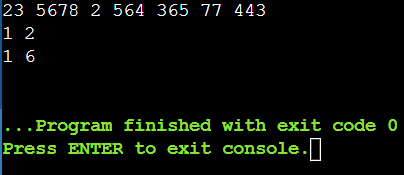 23 5678 2 564 365 77 443
1 2
1 6
...Program finished with exit code 0
Press ENTER to exit console.